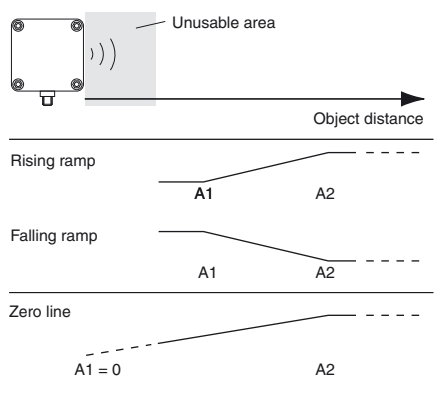 Unusable area
Object distance
Rising ramp
A1 A2
Falling ramp
A1 A2
Zero line
A1 = 0 A2